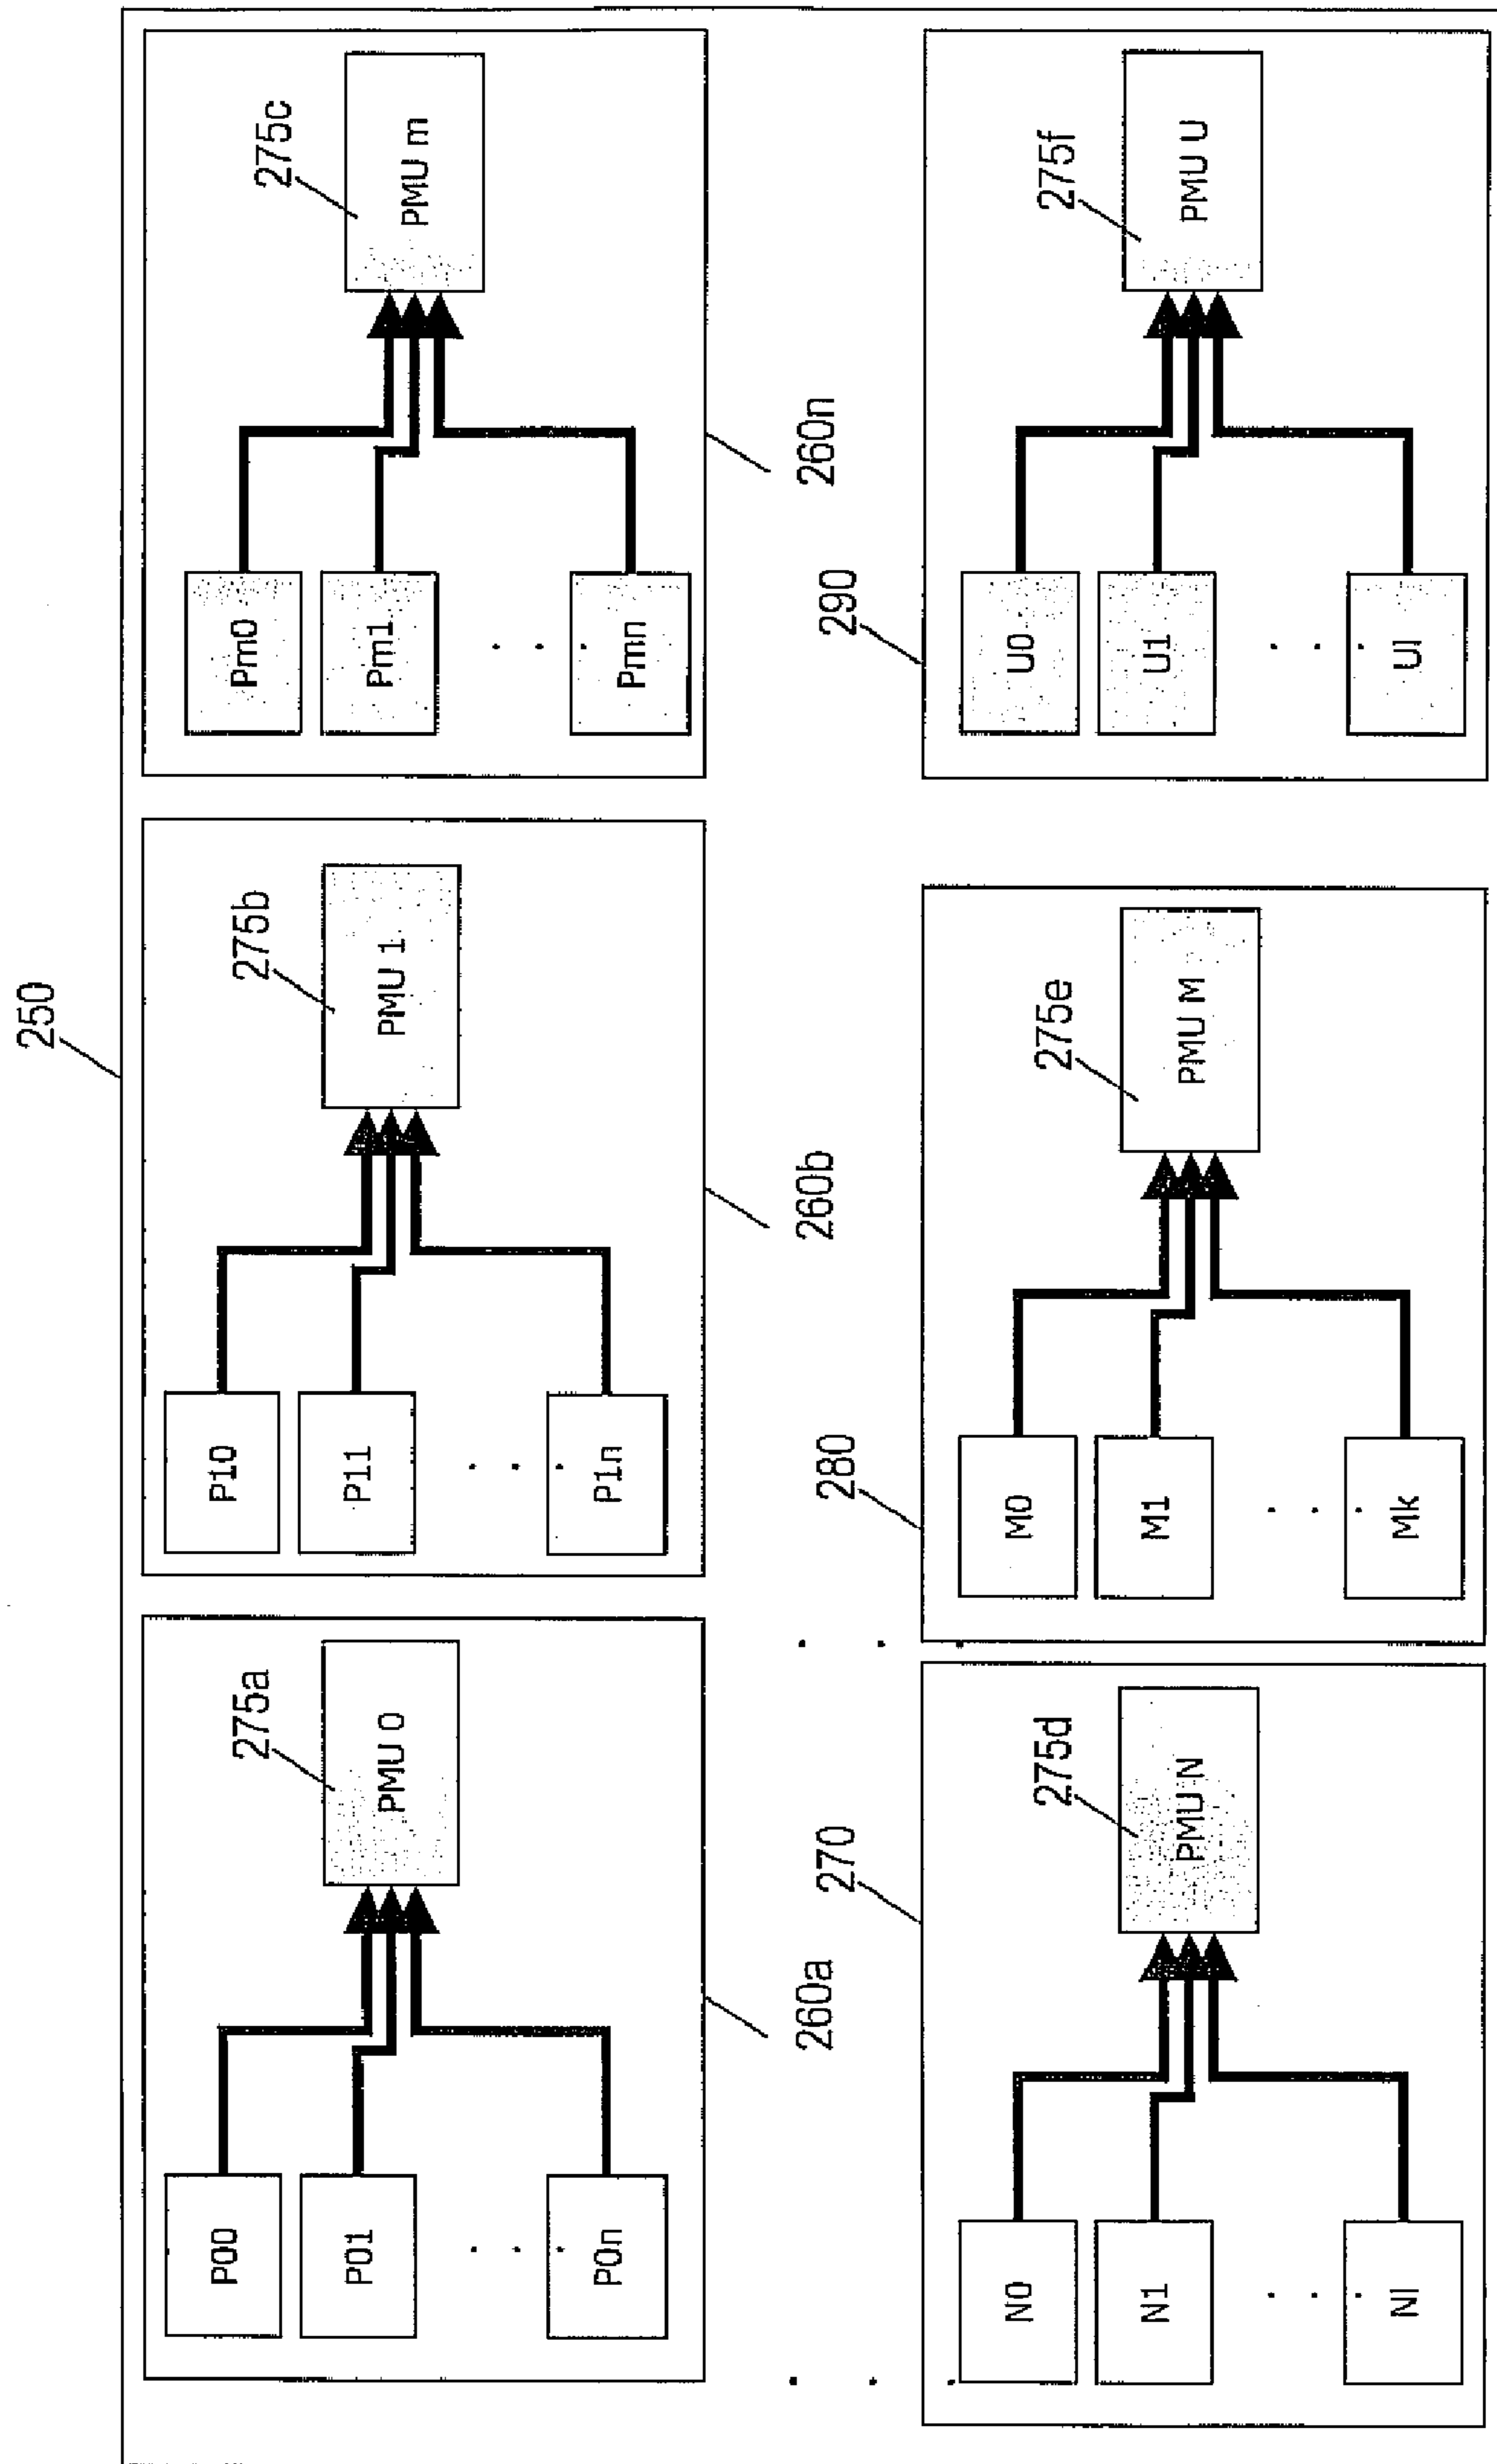 250
P00
P01
P0n
PMU 0
275a
260a
P10
P11
P1n
PMU 1
275b
260b
Pm0
Pm1
Pmn
PMU m
275c
260n
270
N0
N1
Nl
PMU N
275d
280
M0
M1
Mk
PMU M
275e
290
U0
U1
Ul
PMU U
275f